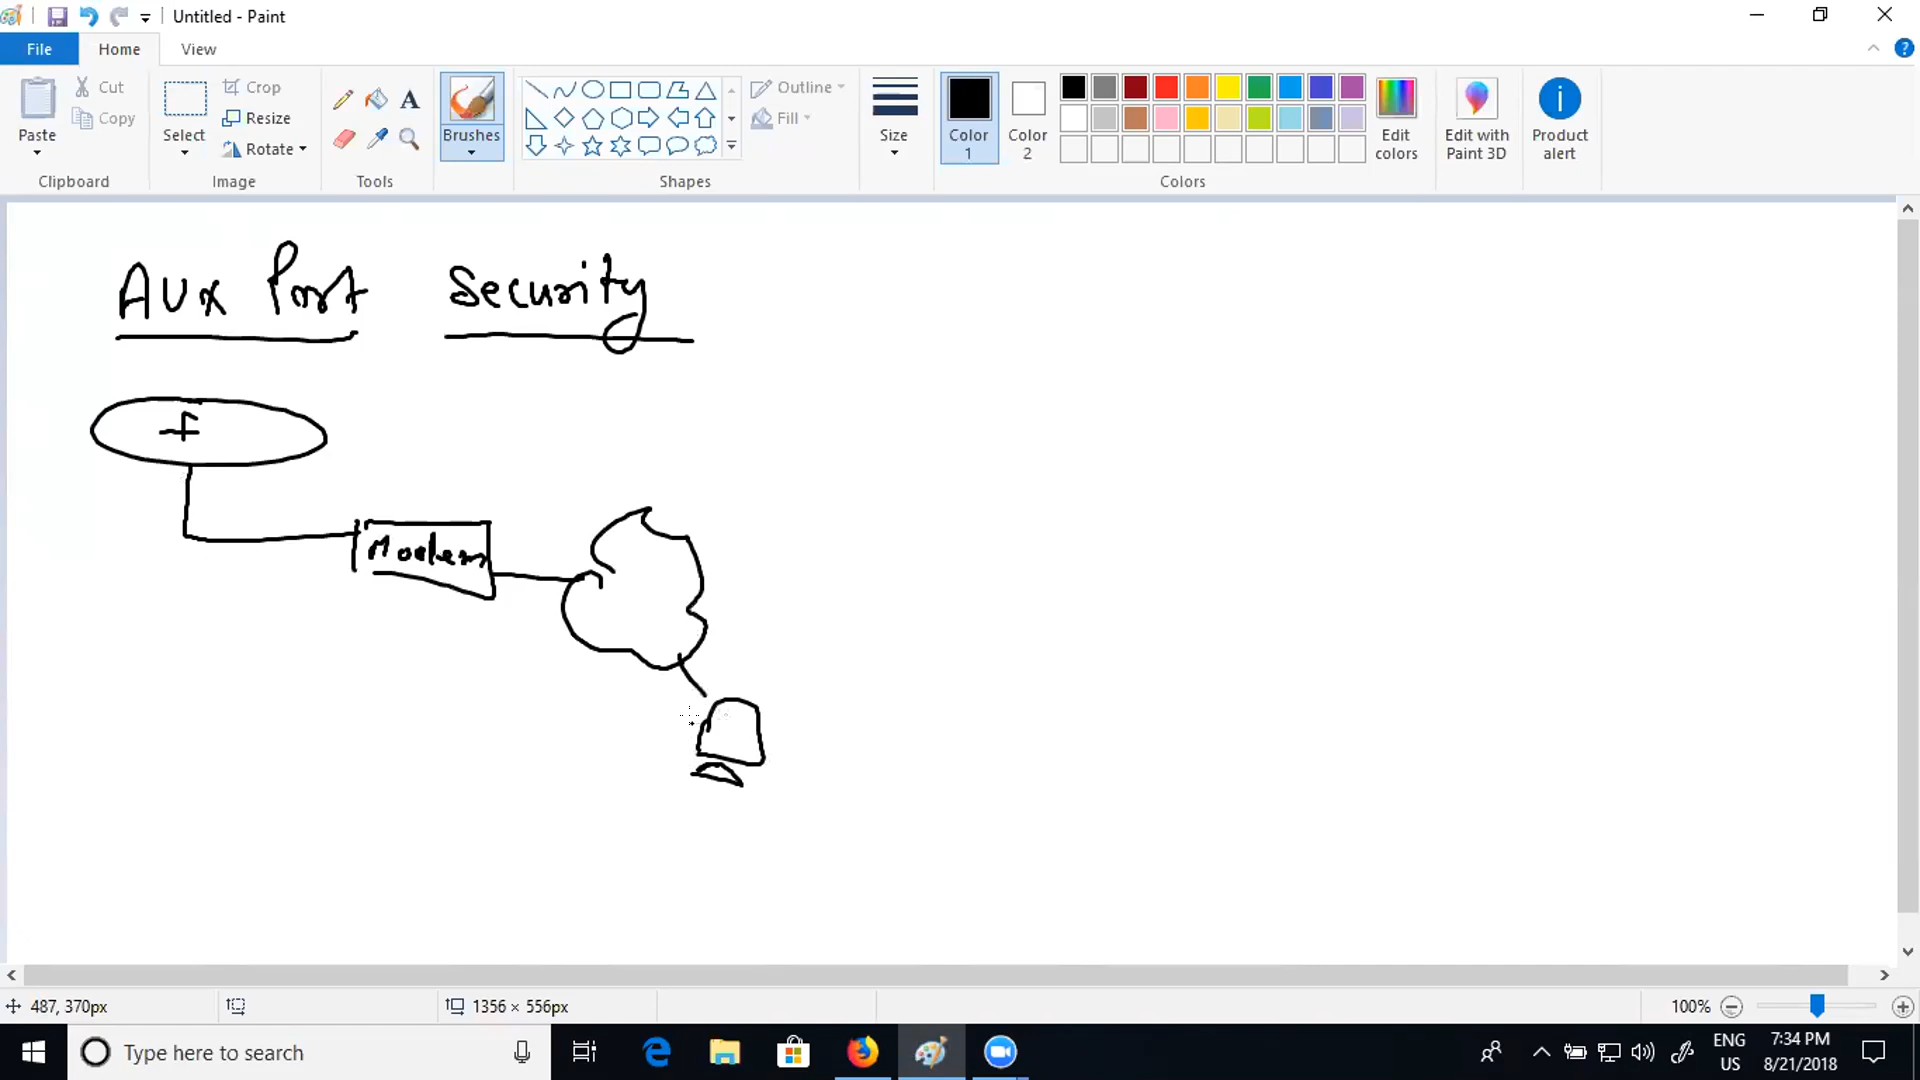 Untitled - Paint
File Home View
Paste
Cut
Copy
Clipboard
Select
Crop
Resize
Rotate
Image
Tools
Brushes
Shapes
Outline
Fill
Size
Color 1
Color 2
Edit colors
Edit with Paint 3D
Product alert
Colors
AUx Port Security
Modem
487, 370px
1356 × 556px
100%
Type here to search
ENG
US
7:34 PM
8/21/2018